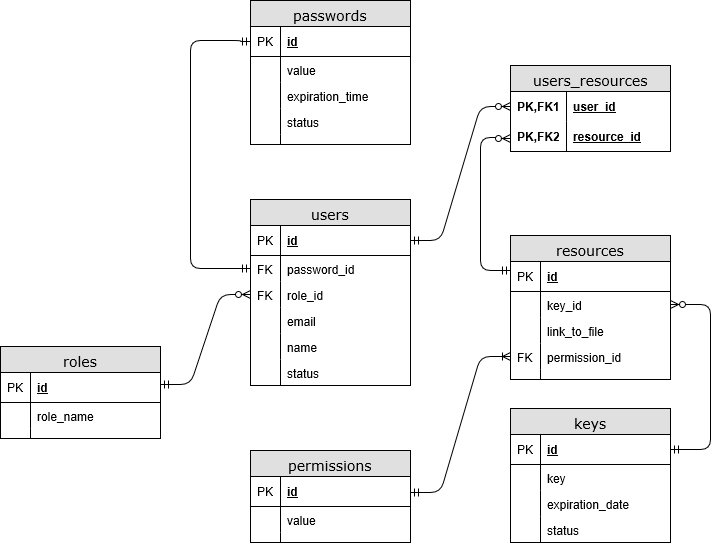 passwords
PK id
value
expiration_time
status
users_resources
PK,FK1 user_id
PK,FK2 resource_id
users
PK id
FK password_id
FK role_id
email
name
status
resources
PK id
key_id
link_to_file
FK permission_id
roles
PK id
role_name
keys
PK id
key
expiration_date
status
permissions
PK id
value